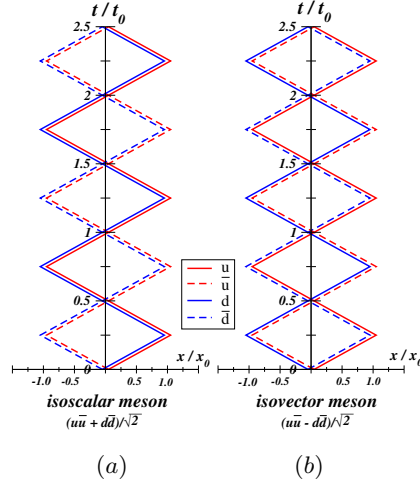 t / t₀ t / t₀
2.5 2.5
2 2
1.5 1.5
1 1
u
ū
d
d̄
0.5 0.5
x / x₀ x / x₀
0 0
-1.0 -0.5 0.5 1.0 -1.0 -0.5 0.5 1.0
isoscalar meson isovector meson
(uū + dd̄)/√2 (uū - dd̄)/√2
(a) (b)